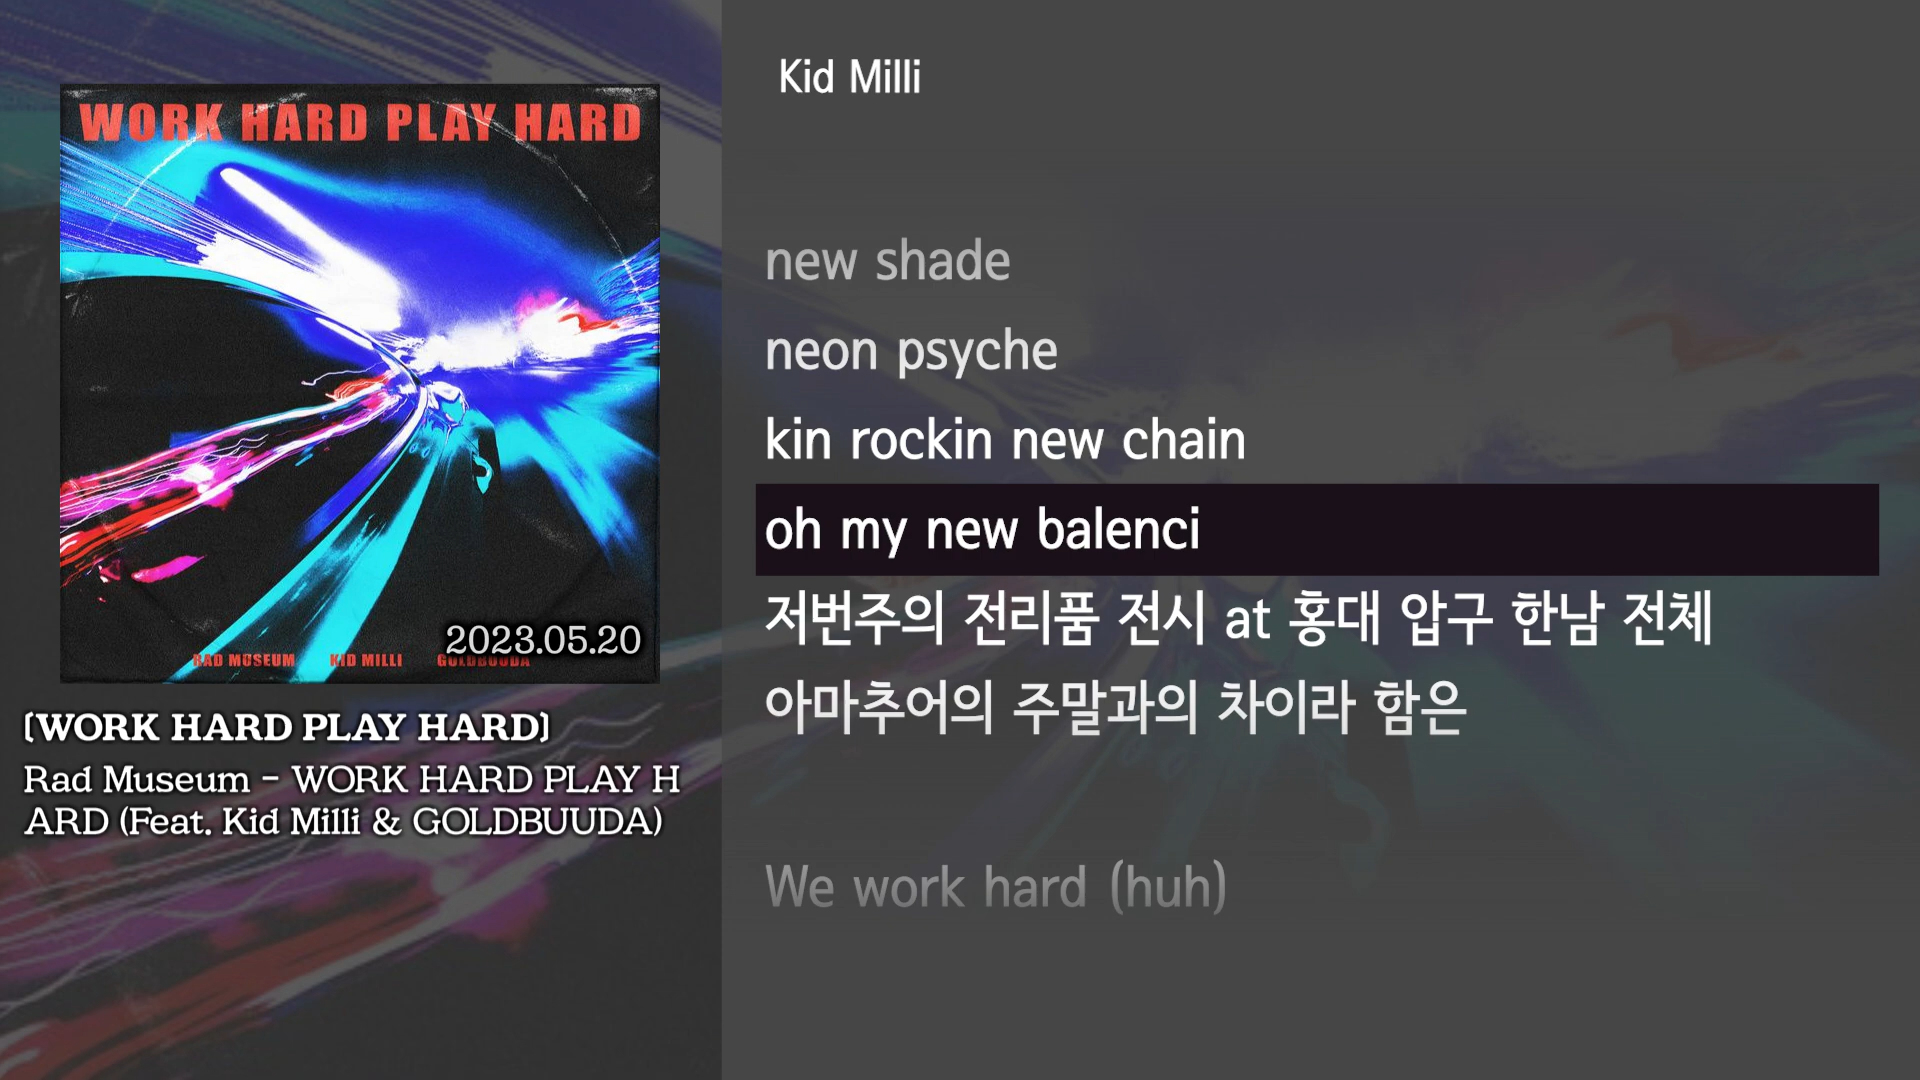 WORK HARD PLAY HARD
2023.05.20
RAD MUSEUM KID MILLI GOLDBUUDA
[WORK HARD PLAY HARD]
Rad Museum - WORK HARD PLAY H
ARD (Feat. Kid Milli & GOLDBUUDA)
Kid Milli
new shade
neon psyche
kin rockin new chain
oh my new balenci
저번주의 전리품 전시 at 홍대 압구 한남 전체
아마추어의 주말과의 차이라 함은
We work hard (huh)